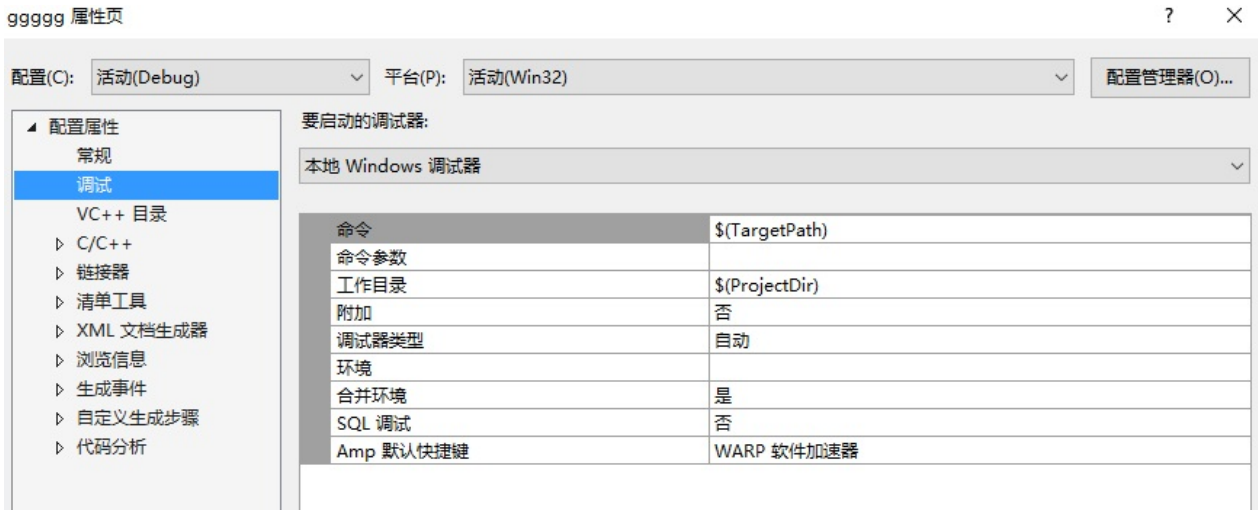 ggggg 属性页
配置(C): 活动(Debug) 平台(P): 活动(Win32) 配置管理器(O)...
配置属性
常规
调试
VC++ 目录
C/C++
链接器
清单工具
XML 文档生成器
浏览信息
生成事件
自定义生成步骤
代码分析
要启动的调试器:
本地 Windows 调试器
命令 $(TargetPath)
命令参数
工作目录 $(ProjectDir)
附加 否
调试器类型 自动
环境
合并环境 是
SQL 调试 否
Amp 默认快捷键 WARP 软件加速器